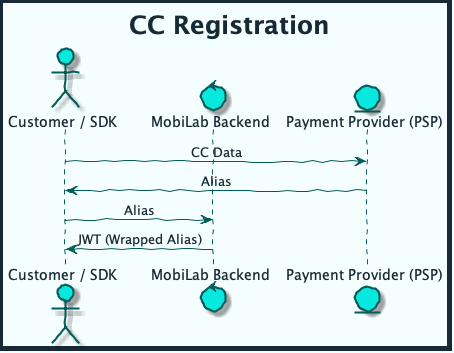 CC Registration
Customer / SDK MobiLab Backend Payment Provider (PSP)
CC Data
Alias
Alias
JWT (Wrapped Alias)
Customer / SDK MobiLab Backend Payment Provider (PSP)